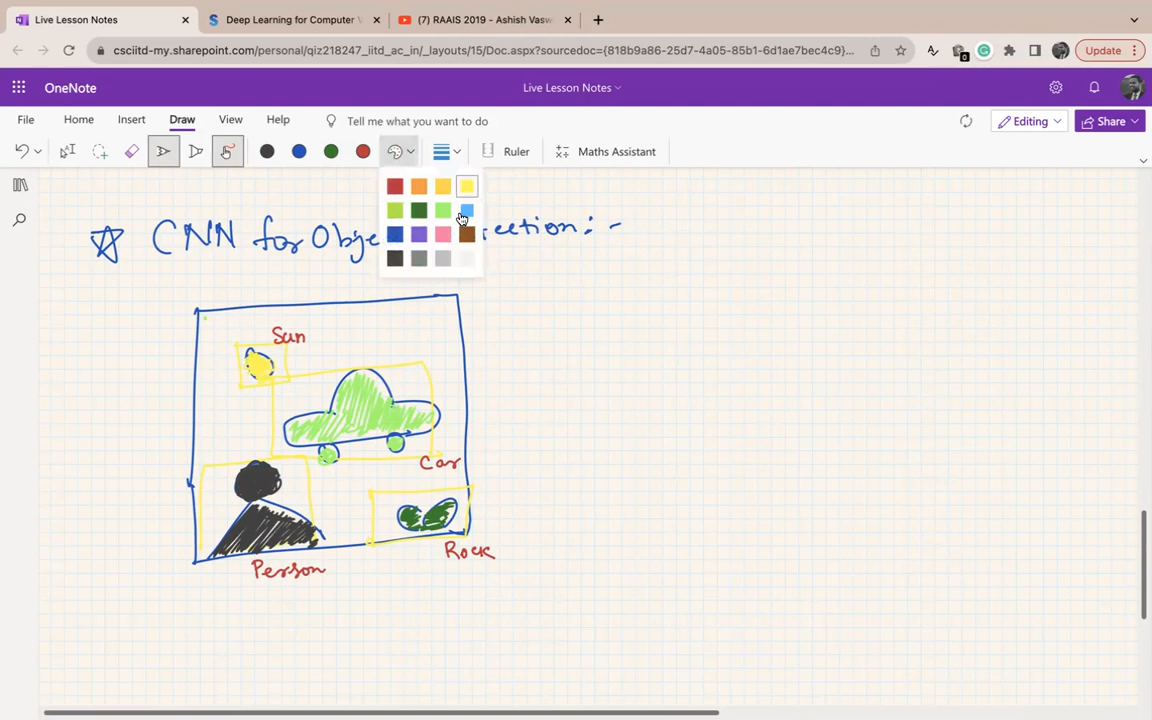 Live Lesson Notes
Deep Learning for Computer V
(7) RAAIS 2019 - Ashish Vasw
csciitd-my.sharepoint.com/personal/qiz218247_iitd_ac_in/_layouts/15/Doc.aspx?sourcedoc={818b9a86-25d7-4a05-85b1-6d1ae7bec4c9}...
0
Update
OneNote
Live Lesson Notes
File Home Insert Draw View Help Tell me what you want to do
Editing
Share
Ruler
Maths Assistant
CNN for Obje ection: -
Sun
Car
Rock
Person